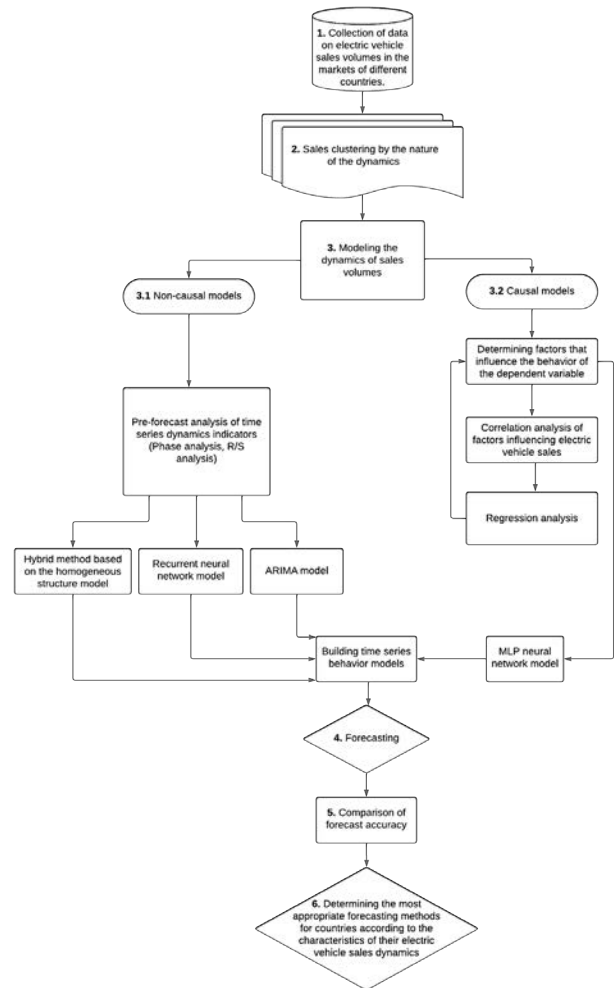 1. Collection of data
on electric vehicle
sales volumes in the
markets of different
countries.
2. Sales clustering by the nature
of the dynamics
3. Modeling the
dynamics of sales
volumes
3.1 Non-causal models
3.2 Causal models
Determining factors that
influence the behavior of
the dependent variable
Pre-forecast analysis of time
series dynamics indicators
(Phase analysis, R/S
analysis)
Correlation analysis of
factors influencing electric
vehicle sales
Regression analysis
Hybrid method based
on the homogeneous
structure model
Recurrent neural
network model
ARIMA model
Building time series
behavior models
MLP neural
network model
4. Forecasting
5. Comparison of
forecast accuracy
6. Determining the most
appropriate forecasting methods
for countries according to the
characteristics of their electric
vehicle sales dynamics